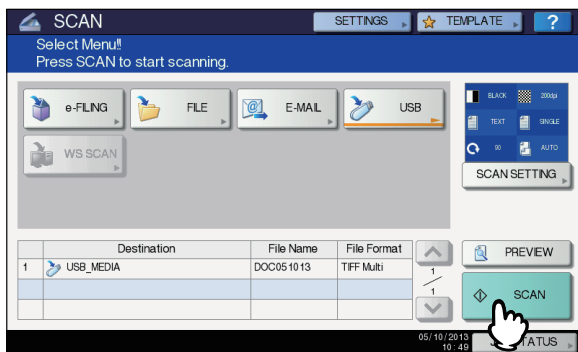 SCAN
SETTINGS
TEMPLATE
?
Select Menu!!
Press SCAN to start scanning.
e-FILING
FILE
E-MAIL
USB
WS SCAN
BLACK
200dpi
TEXT
SINGLE
90
AUTO
SCAN SETTING
Destination File Name File Format
1 USB_MEDIA DOC051013 TIFF Multi
1
1
PREVIEW
SCAN
05/10/2013
10:49
TATUS